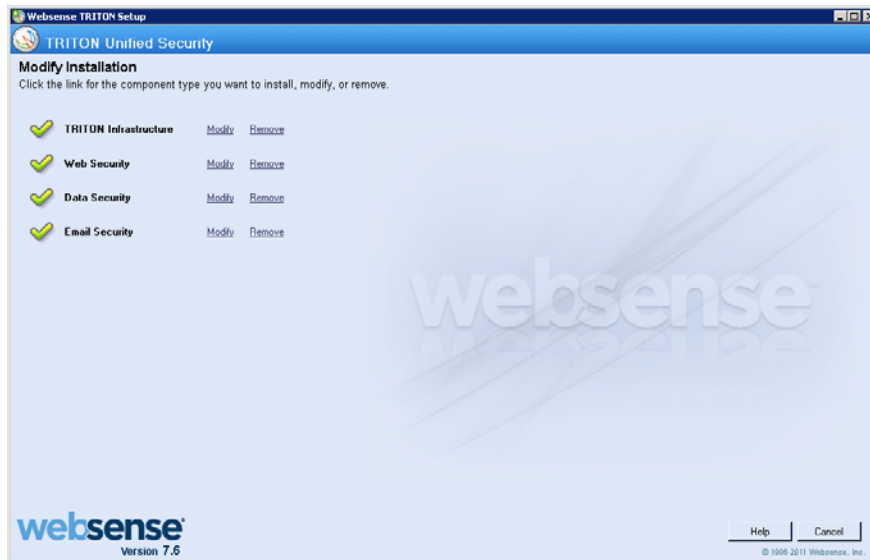 Websense TRITON Setup
TRITON Unified Security
Modify Installation
Click the link for the component type you want to install, modify, or remove.
TRITON Infrastructure Modify Remove
Web Security Modify Remove
Data Security Modify Remove
Email Security Modify Remove
websense
websense
Version 7.6
Help Cancel
© 1996-2011 Websense, Inc.